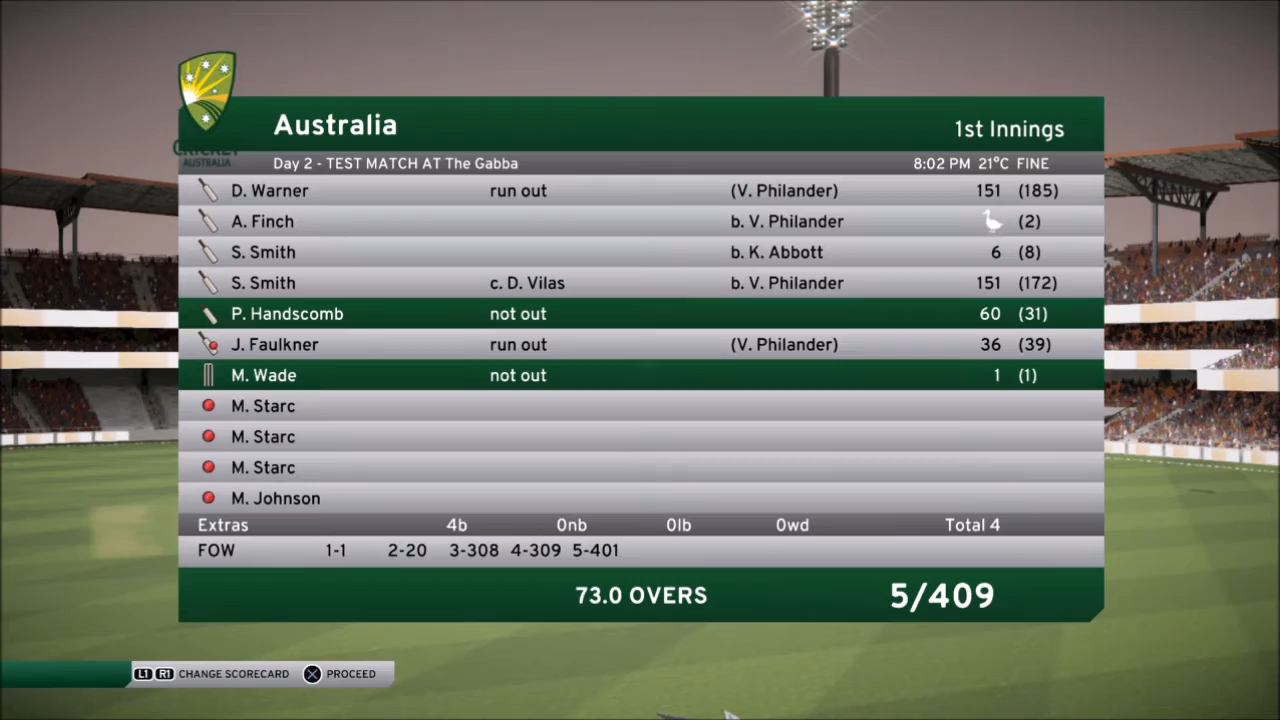 CRICKET
AUSTRALIA
Australia
1st Innings
Day 2 - TEST MATCH AT The Gabba 8:02 PM 21°C FINE
D. Warner run out (V. Philander) 151 (185)
A. Finch b. V. Philander (2)
S. Smith b. K. Abbott 6 (8)
S. Smith c. D. Vilas b. V. Philander 151 (172)
P. Handscomb not out 60 (31)
J. Faulkner run out (V. Philander) 36 (39)
M. Wade not out 1 (1)
M. Starc
M. Starc
M. Starc
M. Johnson
Extras 4b 0nb 0lb 0wd Total 4
FOW 1-1 2-20 3-308 4-309 5-401
73.0 OVERS 5/409
L1 R1 CHANGE SCORECARD PROCEED